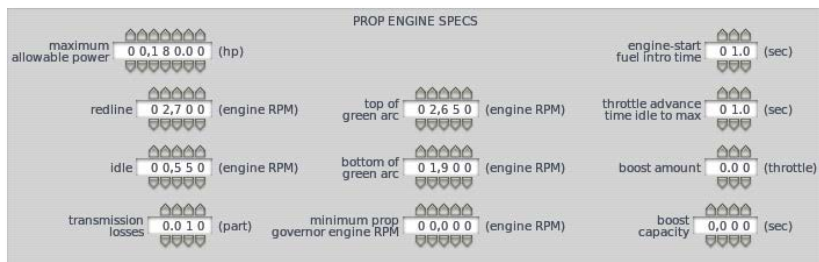 PROP ENGINE SPECS
maximum
allowable power 0 0,1 8 0.0 0 (hp)
engine-start
fuel intro time 0 1.0 (sec)
redline 0 2,7 0 0 (engine RPM)
top of
green arc 0 2,6 5 0 (engine RPM)
throttle advance
time idle to max 0 1.0 (sec)
idle 0 0,5 5 0 (engine RPM)
bottom of
green arc 0 1,9 0 0 (engine RPM)
boost amount 0.0 0 (throttle)
transmission
losses 0.0 1 0 (part)
minimum prop
governor engine RPM 0 0,0 0 0 (engine RPM)
boost
capacity 0,0 0 0 (sec)